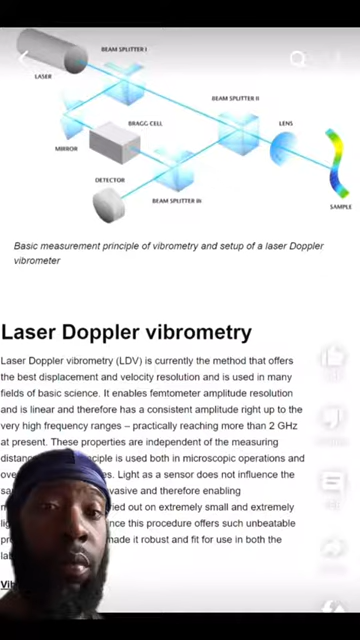 BEAM SPLITTER I
LASER
BEAM SPLITTER II
BRAGG CELL
LENS
MIRROR
DETECTOR
BEAM SPLITTER III
SAMPLE
Basic measurement principle of vibrometry and setup of a laser Doppler
vibrometer
Laser Doppler vibrometry
Laser Doppler vibrometry (LDV) is currently the method that offers
the best displacement and velocity resolution and is used in many
fields of basic science. It enables femtometer amplitude resolution
and is linear and therefore has a consistent amplitude right up to the
very high frequency ranges – practically reaching more than 2 GHz
at present. These properties are independent of the measuring
is used both in microscopic operations and
es. Light as a sensor does not influence the
and therefore enabling
out on extremely small and extremely
this procedure offers such unbeatable
made it robust and fit for use in both the